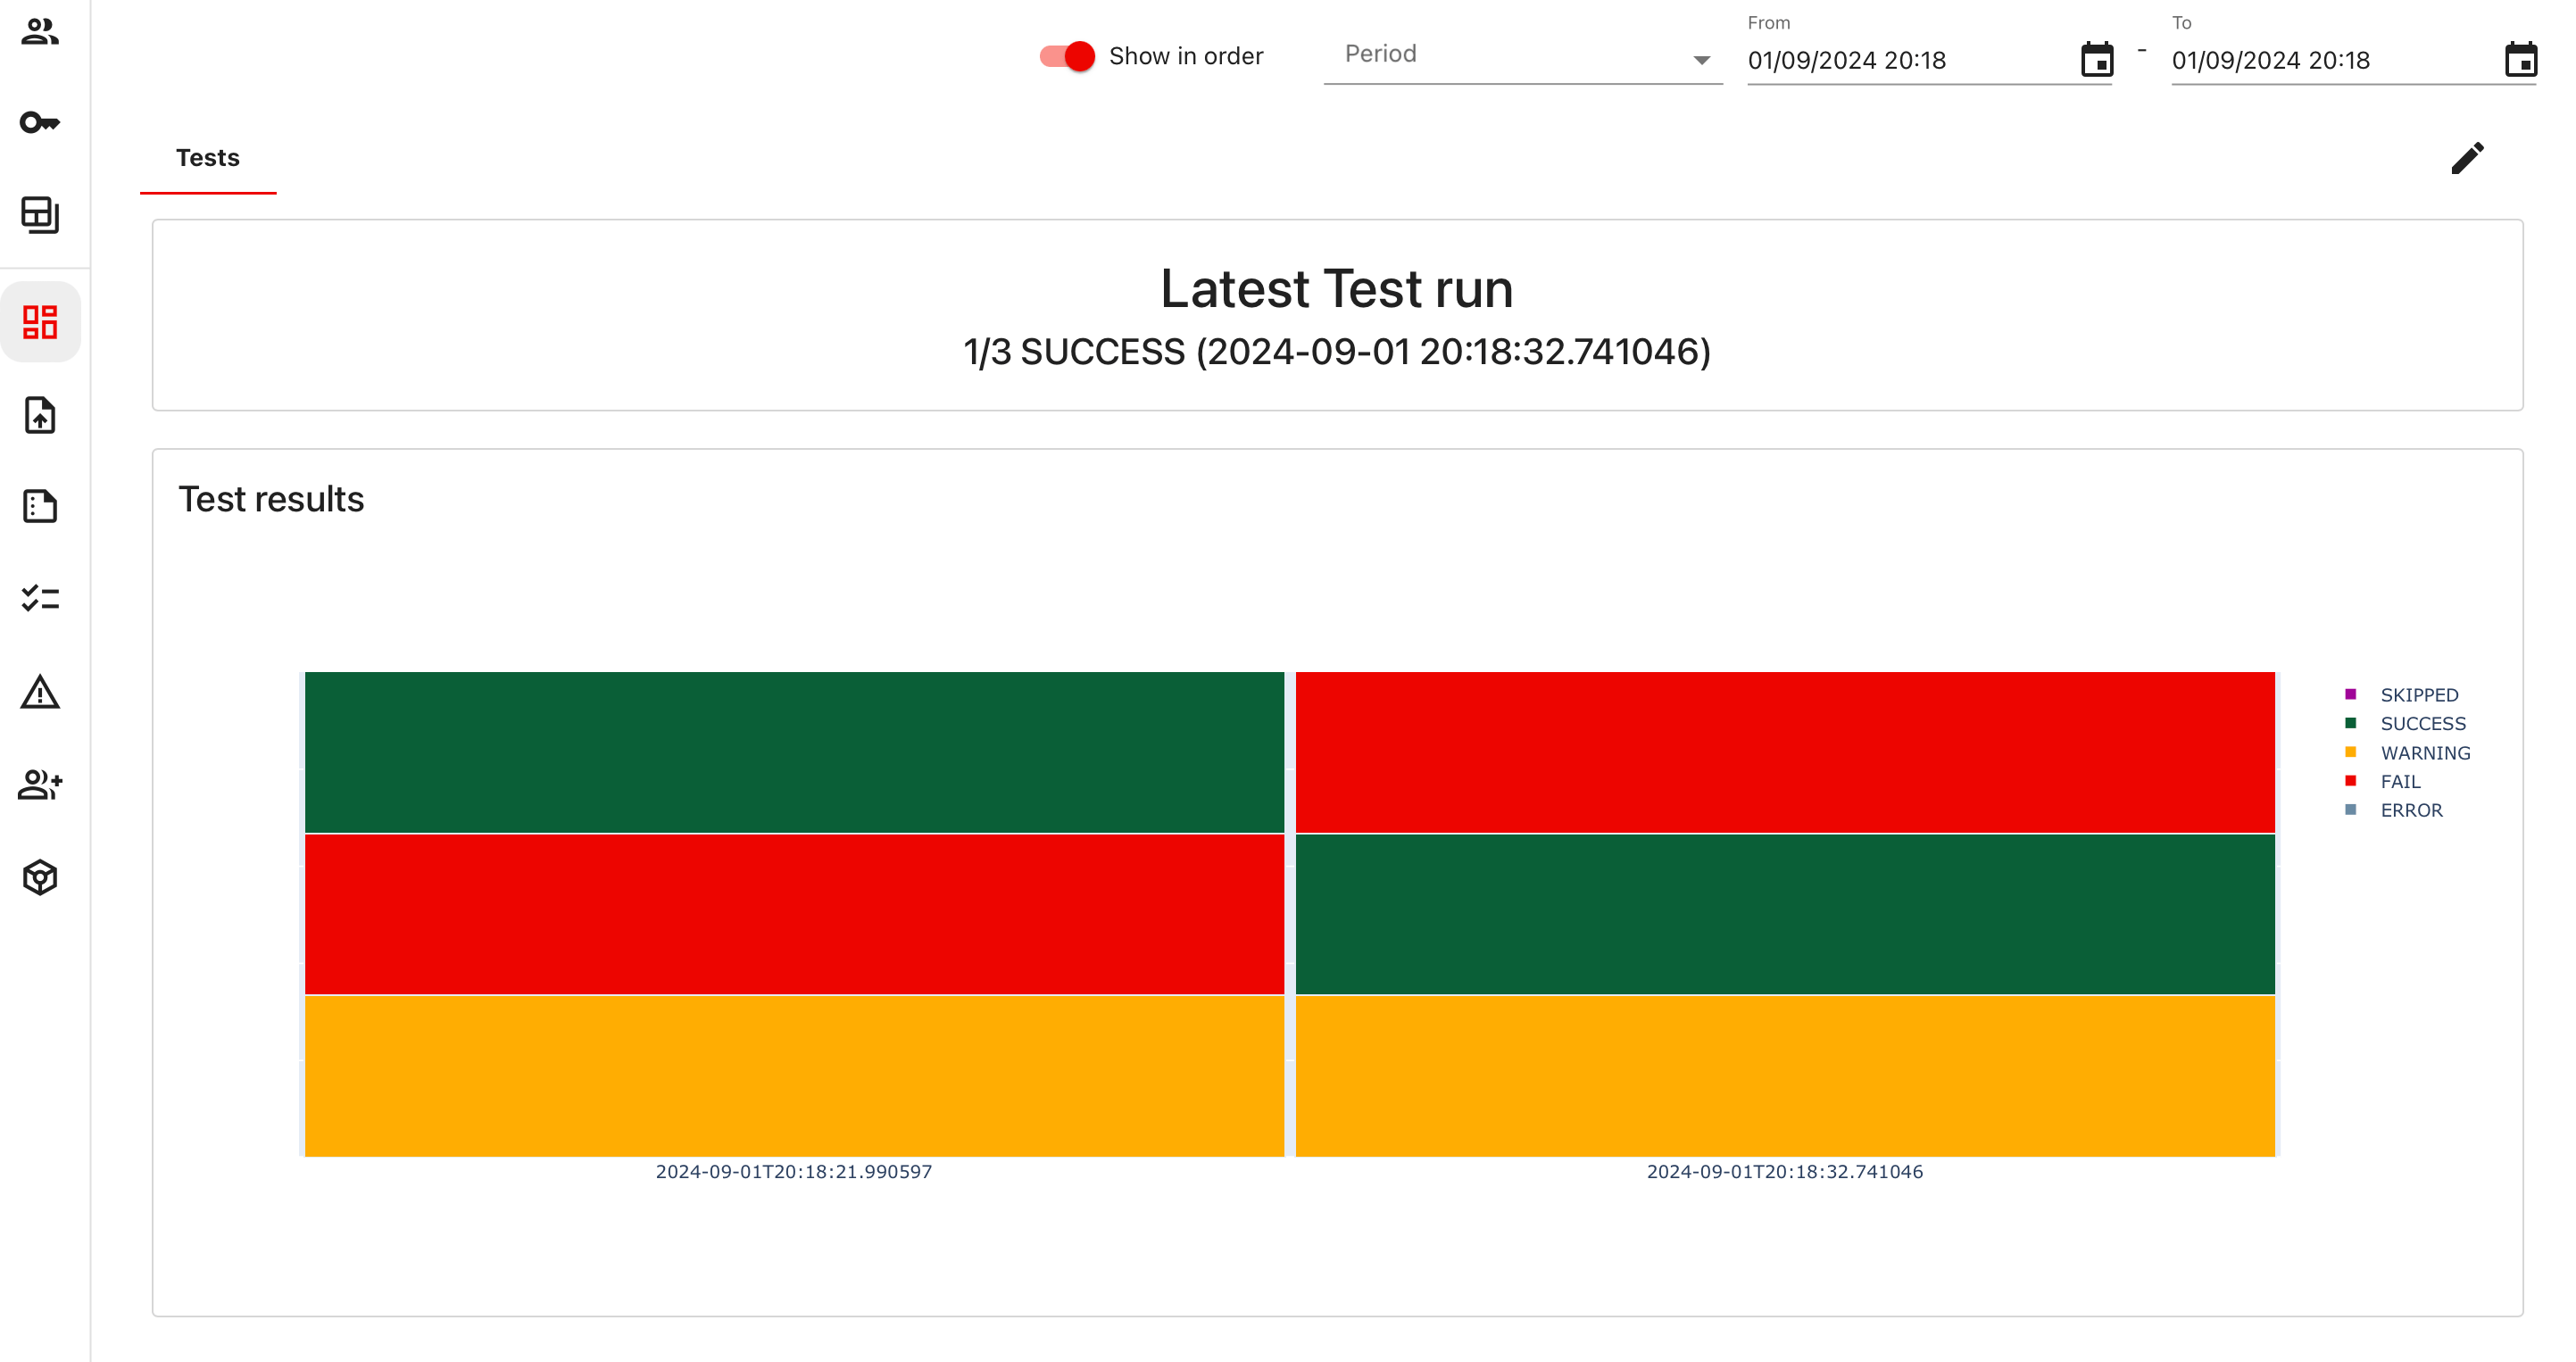 Show in order
Period
From
01/09/2024 20:18
-
To
01/09/2024 20:18
Tests
Latest Test run
1/3 SUCCESS (2024-09-01 20:18:32.741046)
Test results
SKIPPED
SUCCESS
WARNING
FAIL
ERROR
2024-09-01T20:18:21.990597
2024-09-01T20:18:32.741046